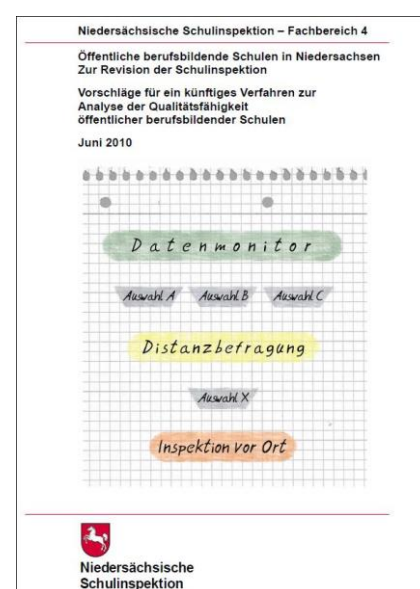 Niedersächsische Schulinspektion – Fachbereich 4
Öffentliche berufsbildende Schulen in Niedersachsen
Zur Revision der Schulinspektion
Vorschläge für ein künftiges Verfahren zur
Analyse der Qualitätsfähigkeit
öffentlicher berufsbildender Schulen
Juni 2010
Datenmonitor
Auswahl A Auswahl B Auswahl C
Distanzbefragung
Auswahl X
Inspektion vor Ort
Niedersächsische
Schulinspektion